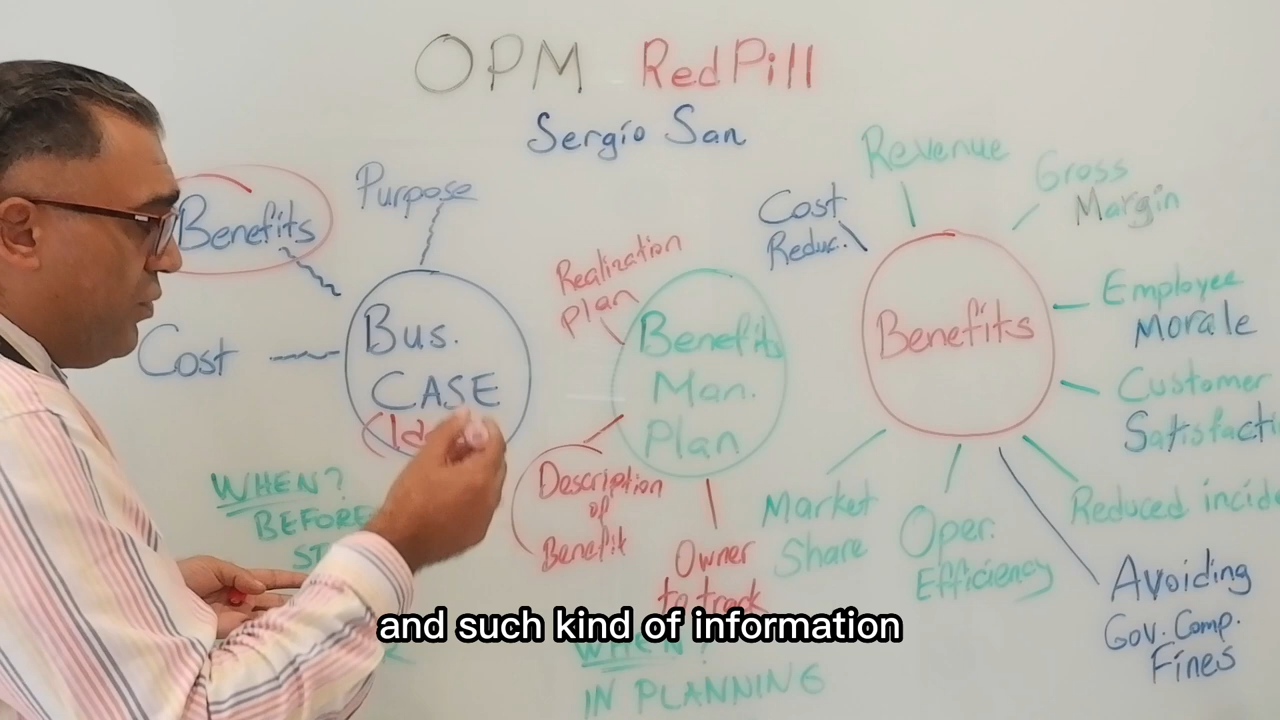 OPM RedPill
Sergio San
Benefits
Purpose
Cost
Bus.
CASE
WHEN?
BEFORE
Realization
plan
Benefits
Man.
Plan
Description
of
Benefit
Owner
to track
WHEN?
IN PLANNING
Benefits
Cost
Reduc.
Revenue
Gross
Margin
Employee
Morale
Customer
Reduced
Avoiding
Gov. Comp.
Fines
Oper.
Efficiency
Market
Share
and such kind of information